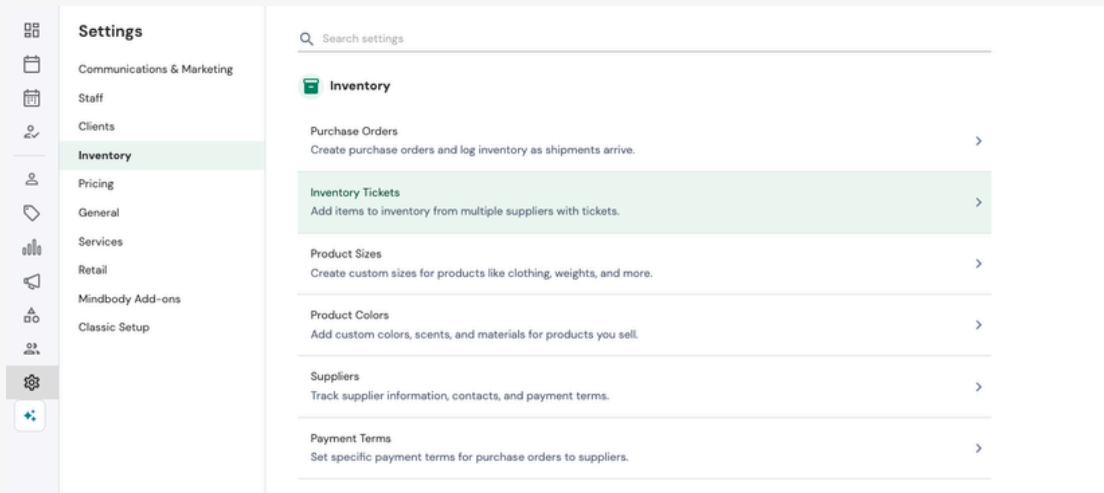 Settings
Communications & Marketing
Staff
Clients
Inventory
Pricing
General
Services
Retail
Mindbody Add-ons
Classic Setup
Search settings
Inventory
Purchase Orders
Create purchase orders and log inventory as shipments arrive.
Inventory Tickets
Add items to inventory from multiple suppliers with tickets.
Product Sizes
Create custom sizes for products like clothing, weights, and more.
Product Colors
Add custom colors, scents, and materials for products you sell.
Suppliers
Track supplier information, contacts, and payment terms.
Payment Terms
Set specific payment terms for purchase orders to suppliers.